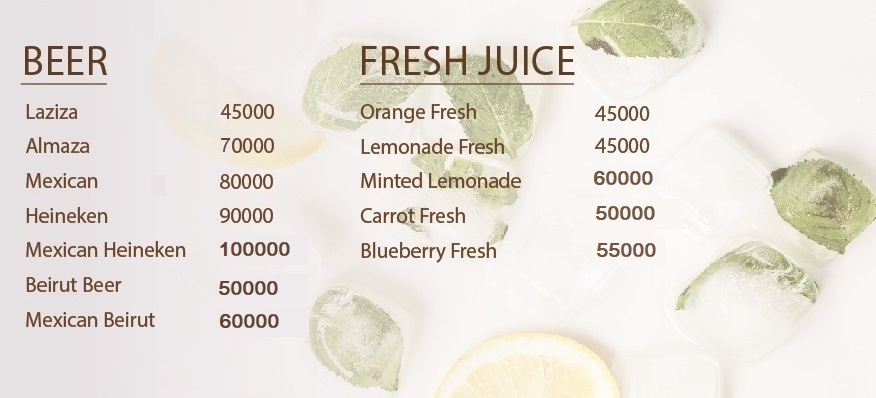 BEER
Laziza 45000
Almaza 70000
Mexican 80000
Heineken 90000
Mexican Heineken 100000
Beirut Beer 50000
Mexican Beirut 60000
FRESH JUICE
Orange Fresh 45000
Lemonade Fresh 45000
Minted Lemonade 60000
Carrot Fresh 50000
Blueberry Fresh 55000